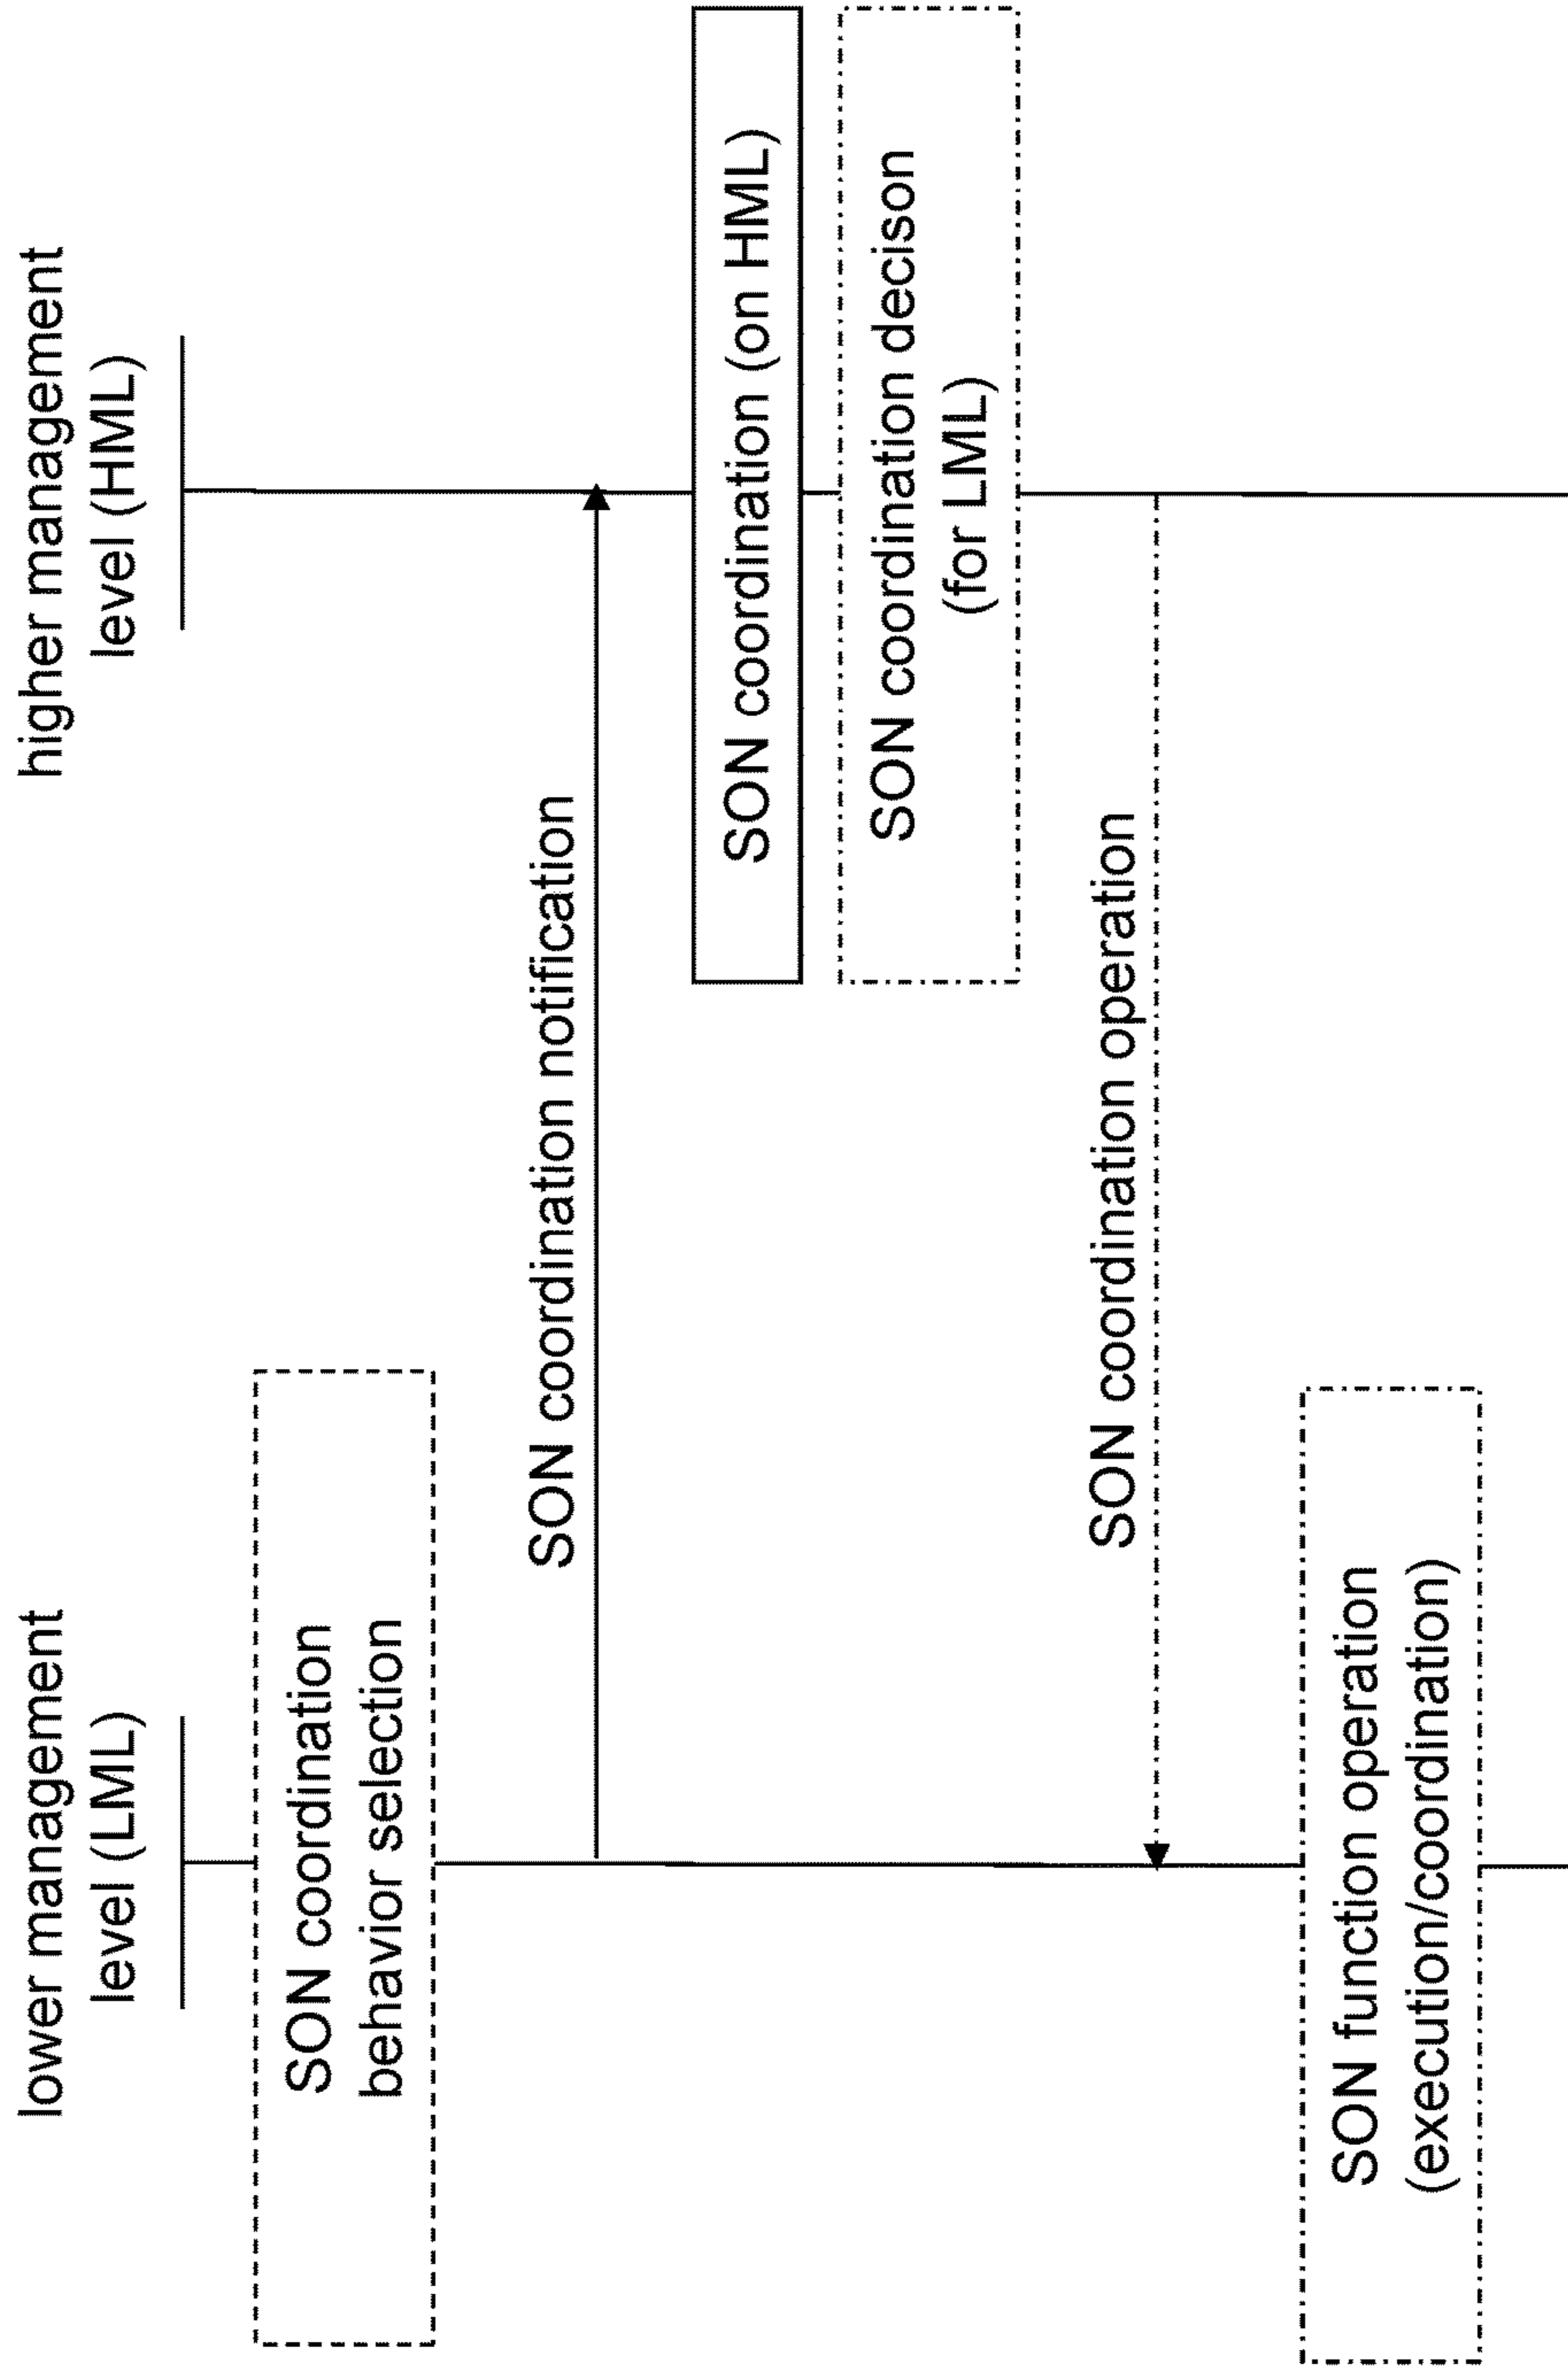 lower management
level (LML)
higher management
level (HML)
SON coordination
behavior selection
SON coordination notification
SON coordination (on HML)
SON coordination decison
(for LML)
SON coordination operation
SON function operation
(execution/coordination)